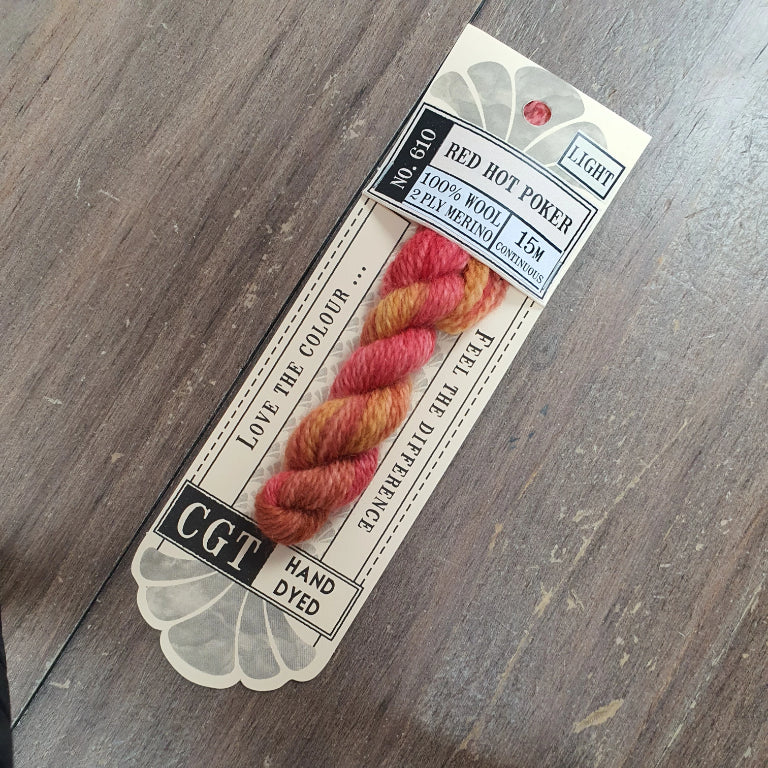 LIGHT
NO. 610
RED HOT POKER
100% WOOL
2 PLY MERINO
15M
CONTINUOUS
LOVE THE COLOUR ...
FEEL THE DIFFERENCE
CGT
HAND
DYED